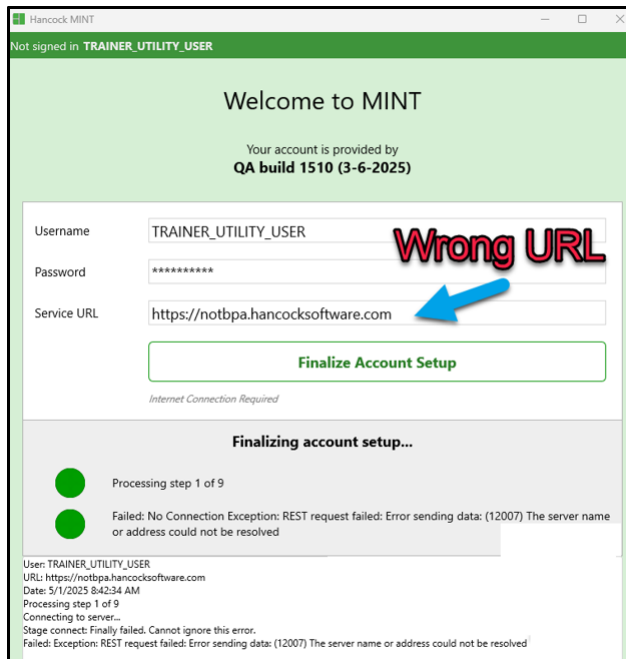 Hancock MINT
Not signed in TRAINER_UTILITY_USER
Welcome to MINT
Your account is provided by
QA build 1510 (3-6-2025)
Username TRAINER_UTILITY_USER
Wrong URL
Password **********
Service URL https://notbpa.hancocksoftware.com
Finalize Account Setup
Internet Connection Required
Finalizing account setup...
Processing step 1 of 9
Failed: No Connection Exception: REST request failed: Error sending data: (12007) The server name
or address could not be resolved
User: TRAINER_UTILITY_USER
URL: https://notbpa.hancocksoftware.com
Date: 5/1/2025 8:42:34 AM
Processing step 1 of 9
Connecting to server...
Stage connect: Finally failed. Cannot ignore this error.
Failed: Exception: REST request failed: Error sending data: (12007) The server name or address could not be resolved